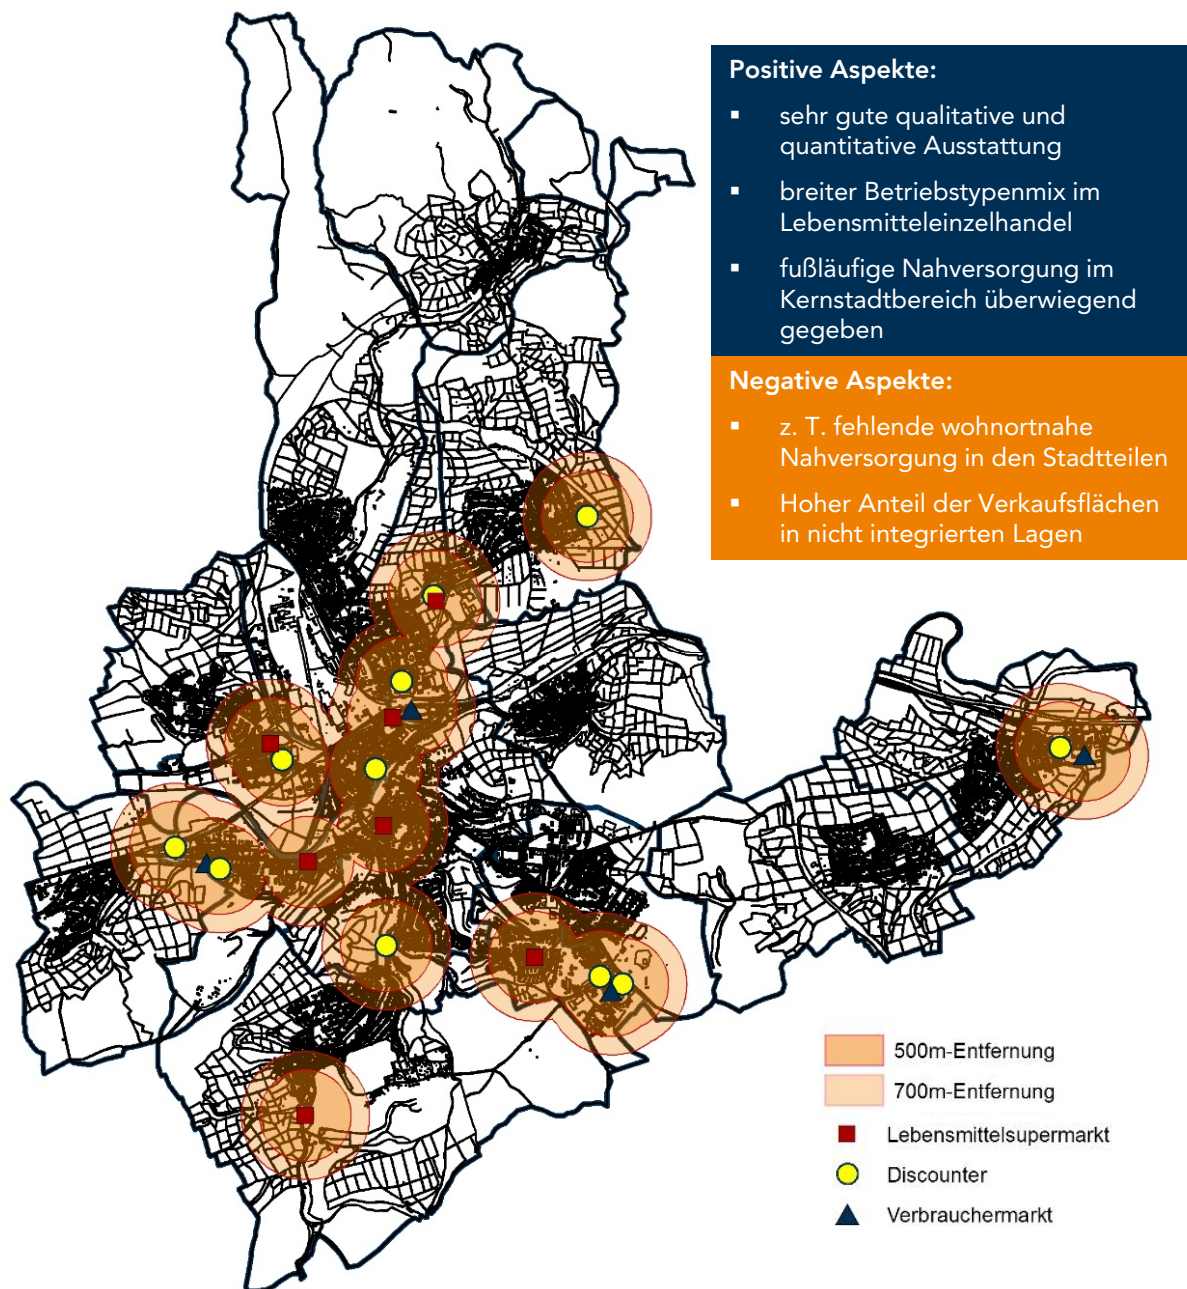 Positive Aspekte:
▪ sehr gute qualitative und
quantitative Ausstattung
▪ breiter Betriebstypenmix im
Lebensmitteleinzelhandel
▪ fußläufige Nahversorgung im
Kernstadtbereich überwiegend
gegeben
Negative Aspekte:
▪ z. T. fehlende wohnortnahe
Nahversorgung in den Stadtteilen
▪ Hoher Anteil der Verkaufsflächen
in nicht integrierten Lagen
500m-Entfernung
700m-Entfernung
Lebensmittelsupermarkt
Discounter
Verbrauchermarkt